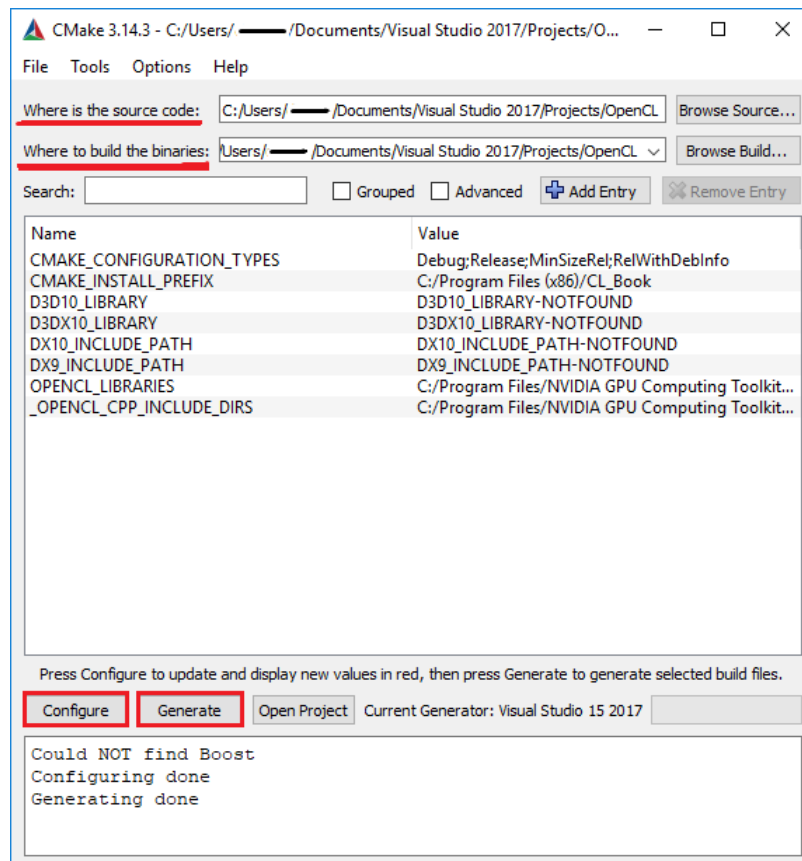 CMake 3.14.3 - C:/Users/ /Documents/Visual Studio 2017/Projects/O...
File Tools Options Help
Where is the source code: C:/Users/ /Documents/Visual Studio 2017/Projects/OpenCL Browse Source...
Where to build the binaries: /Users/ /Documents/Visual Studio 2017/Projects/OpenCL Browse Build...
Search: Grouped Advanced Add Entry Remove Entry
Name Value
CMAKE_CONFIGURATION_TYPES Debug;Release;MinSizeRel;RelWithDebInfo
CMAKE_INSTALL_PREFIX C:/Program Files (x86)/CL_Book
D3D10_LIBRARY D3D10_LIBRARY-NOTFOUND
D3DX10_LIBRARY D3DX10_LIBRARY-NOTFOUND
DX10_INCLUDE_PATH DX10_INCLUDE_PATH-NOTFOUND
DX9_INCLUDE_PATH DX9_INCLUDE_PATH-NOTFOUND
OPENCL_LIBRARIES C:/Program Files/NVIDIA GPU Computing Toolkit...
_OPENCL_CPP_INCLUDE_DIRS C:/Program Files/NVIDIA GPU Computing Toolkit...
Press Configure to update and display new values in red, then press Generate to generate selected build files.
Configure Generate Open Project Current Generator: Visual Studio 15 2017
Could NOT find Boost
Configuring done
Generating done